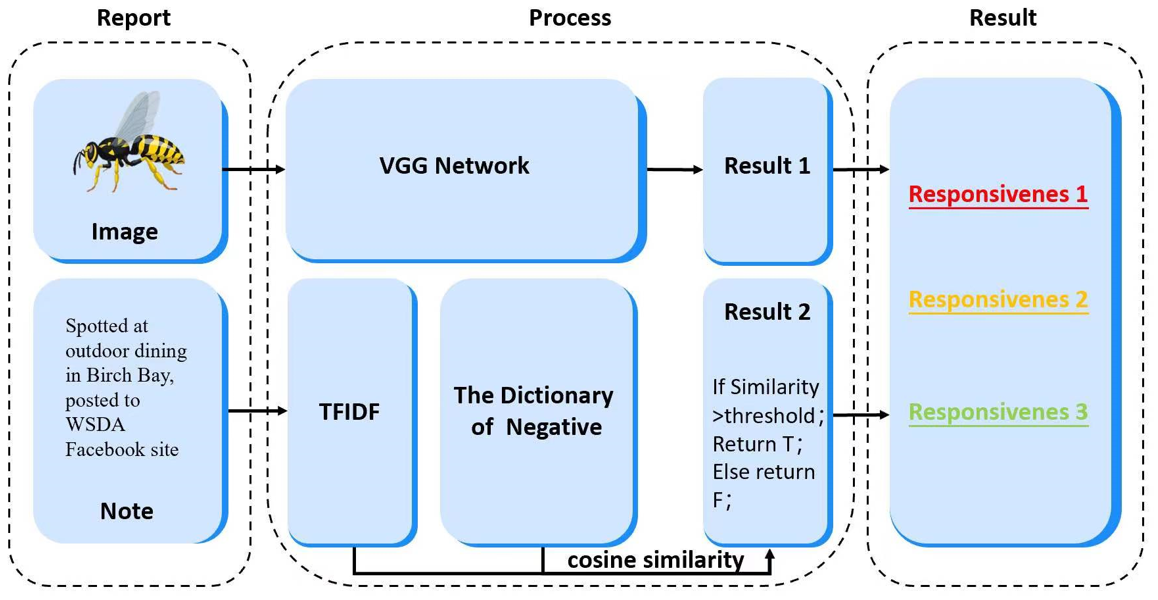 Report
Process
Result
Image
VGG Network
Result 1
Responsivenes 1
Responsivenes 2
Responsivenes 3
Spotted at
outdoor dining
in Birch Bay,
posted to
WSDA
Facebook site
Note
TFIDF
The Dictionary
of Negative
Result 2
If Similarity
>threshold;
Return T;
Else return
F;
cosine similarity